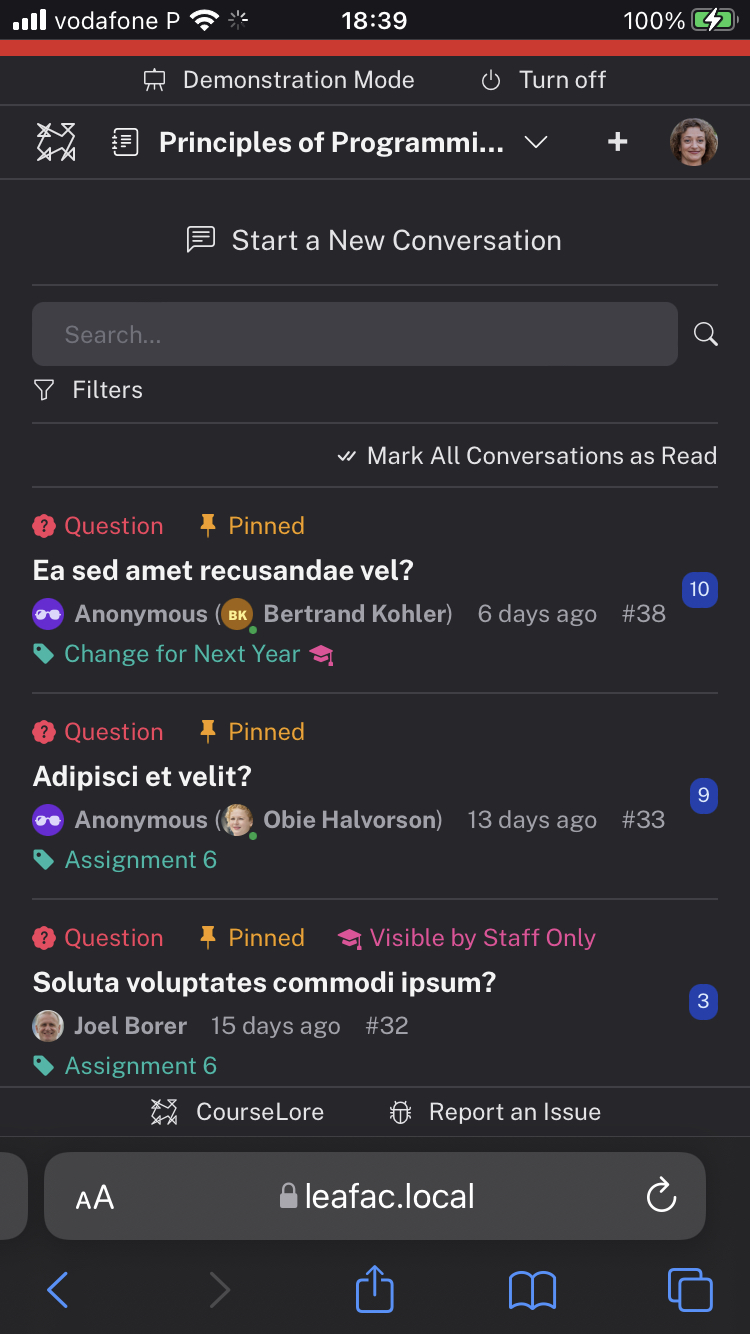 vodafone P 18:39 100%
Demonstration Mode Turn off
Principles of Programmi...
Start a New Conversation
Search...
Filters
Mark All Conversations as Read
Question Pinned
Ea sed amet recusandae vel?
10
Anonymous (BK Bertrand Kohler) 6 days ago #38
Change for Next Year
Question Pinned
Adipisci et velit?
9
Anonymous (Obie Halvorson) 13 days ago #33
Assignment 6
Question Pinned Visible by Staff Only
Soluta voluptates commodi ipsum?
3
Joel Borer 15 days ago #32
Assignment 6
CourseLore Report an Issue
AA leafac.local